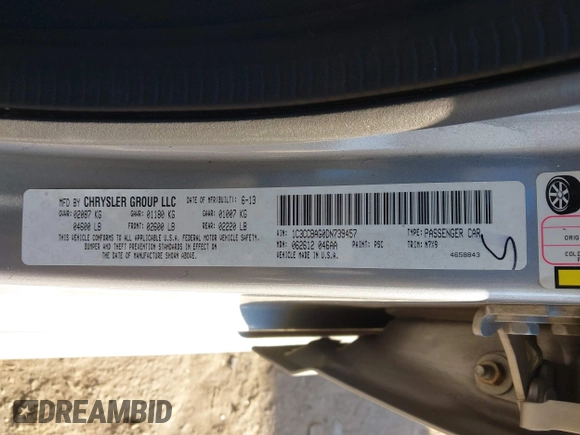 MFD BY CHRYSLER GROUP LLC DATE OF MFR(BUILT): 6-13
GVWR: 02087 KG GAWR: 01180 KG GAWR: 01007 KG
04600 LB FRONT: 02600 LB REAR: 02220 LB
THIS VEHICLE CONFORMS TO ALL APPLICABLE U.S.A. FEDERAL MOTOR VEHICLE SAFETY,
BUMPER AND THEFT PREVENTION STANDARDS IN EFFECT ON
THE DATE OF MANUFACTURE SHOWN ABOVE.
VIN: 1C3CCBAG0DN739457 TYPE: PASSENGER CAR
MDH: 062612 046AA PAINT: PSC TRIM: M7X9
VEHICLE MADE IN U.S.A. 4658843
ORIG
COLD
DREAMBID